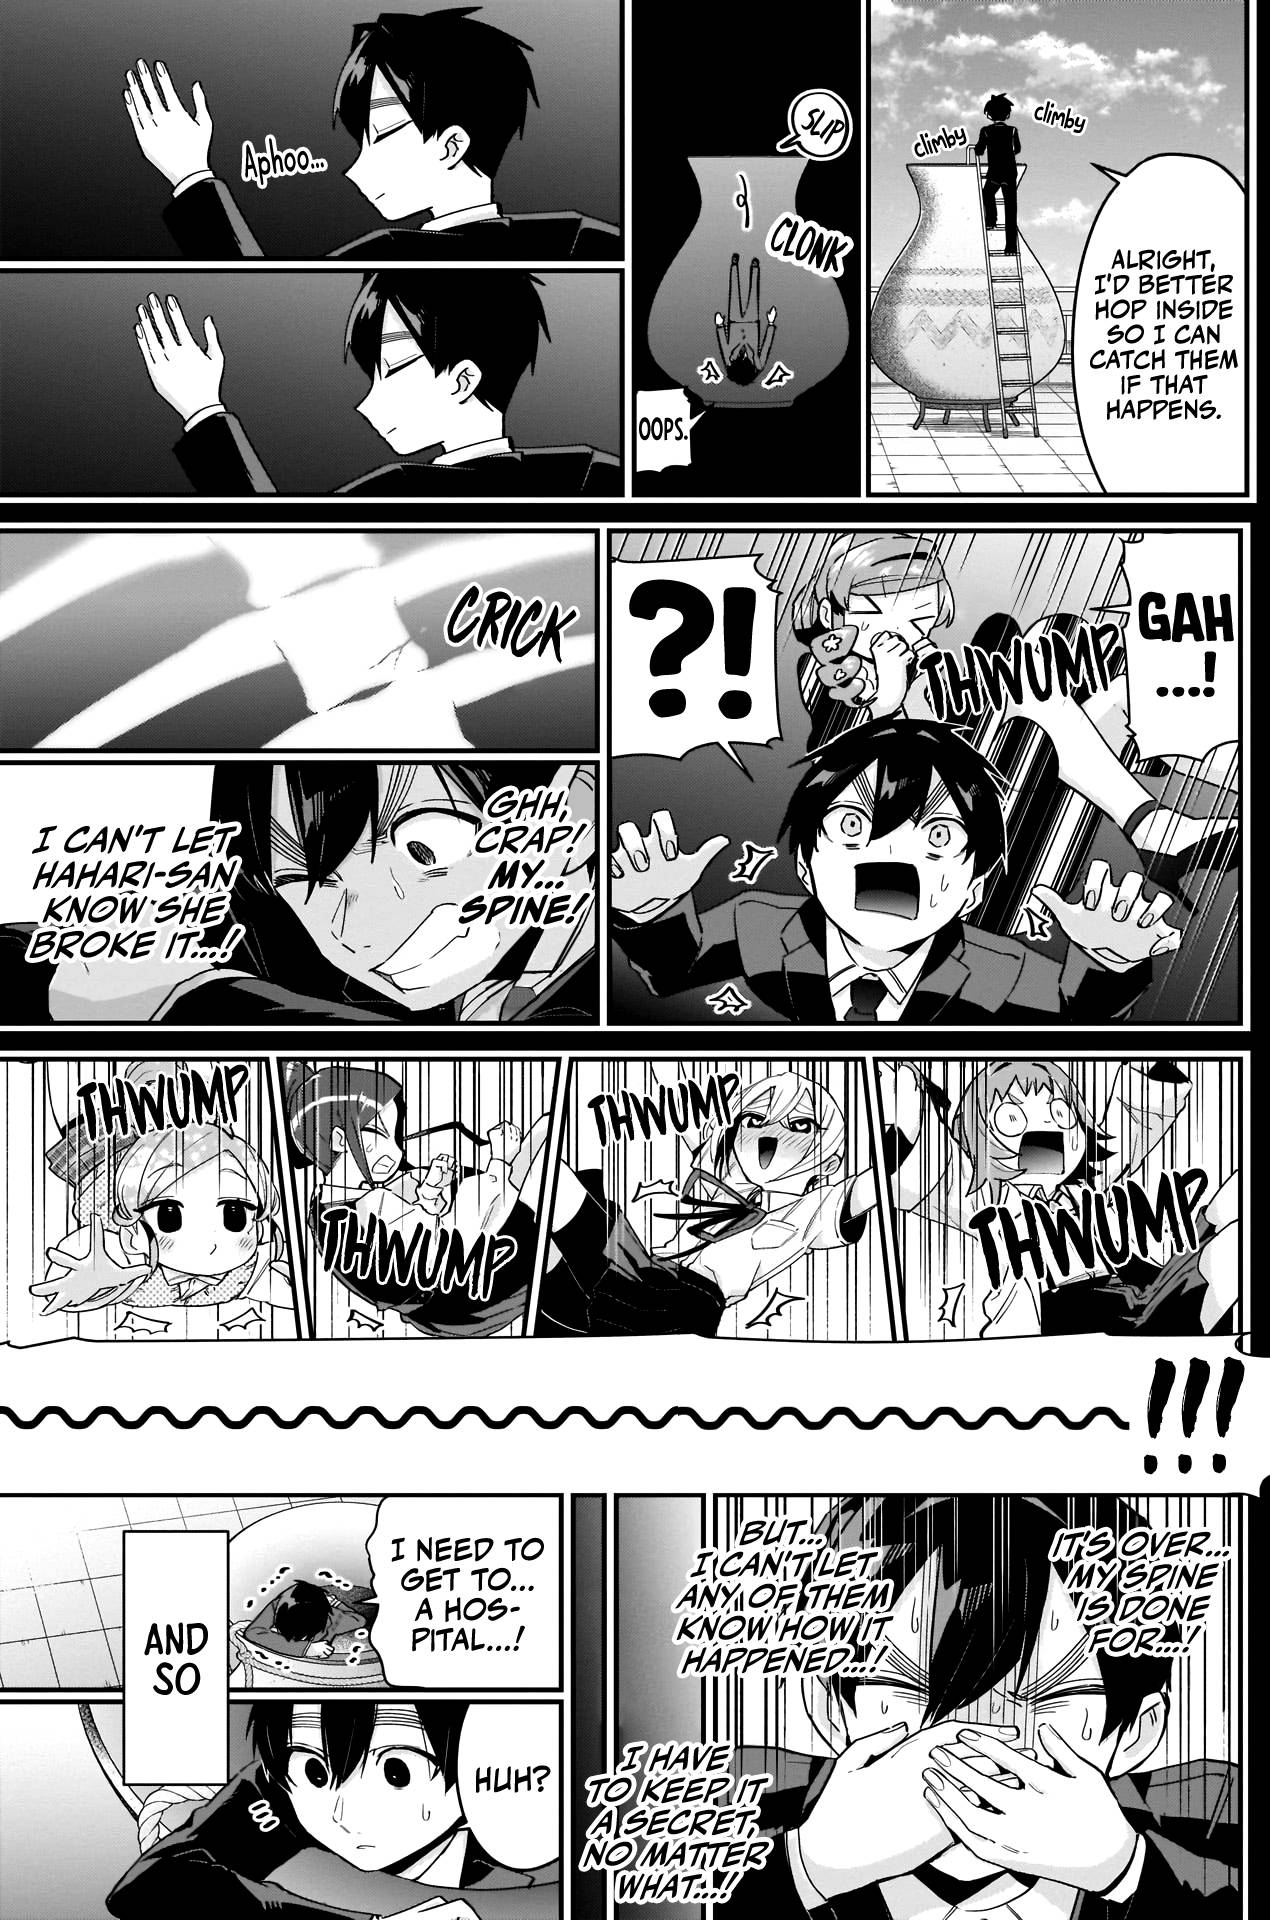 climby
climby
ALRIGHT,
I'D BETTER
HOP INSIDE
SO I CAN
CATCH THEM
IF THAT
HAPPENS.
SLIP
CLONK
OOPS.
Aphoo...
GAH
...!
THWUMP
?!
CRICK
GHH,
CRAP!
MY...
SPINE!
I CAN'T LET
HAHARI-SAN
KNOW SHE
BROKE IT...!
THWUMP
THWUMP
THWUMP
THWUMP
!!!
IT'S OVER...
MY SPINE
IS DONE
FOR...!
BUT...
I CAN'T LET
ANY OF THEM
KNOW HOW IT
HAPPENED...!
I HAVE
TO KEEP IT
A SECRET,
NO MATTER
WHAT...!
I NEED TO
GET TO...
A HOS-
PITAL...!
AND
SO
HUH?